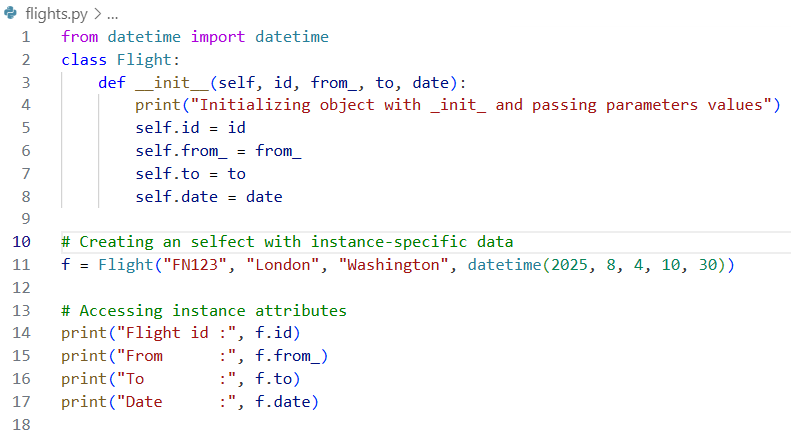 flights.py > ...
1 from datetime import datetime
2 class Flight:
3     def __init__(self, id, from_, to, date):
4         print("Initializing object with _init_ and passing parameters values")
5         self.id = id
6         self.from_ = from_
7         self.to = to
8         self.date = date
9
10 # Creating an selfect with instance-specific data
11 f = Flight("FN123", "London", "Washington", datetime(2025, 8, 4, 10, 30))
12
13 # Accessing instance attributes
14 print("Flight id :", f.id)
15 print("From      :", f.from_)
16 print("To        :", f.to)
17 print("Date      :", f.date)
18